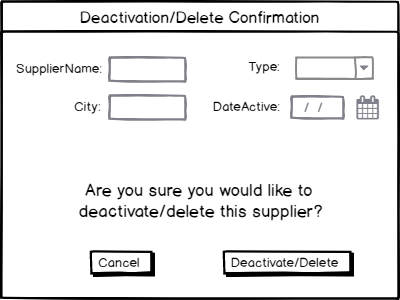 Deactivation/Delete Confirmation
SupplierName:
Type:
City:
DateActive:
/ /
Are you sure you would like to
deactivate/delete this supplier?
Cancel
Deactivate/Delete